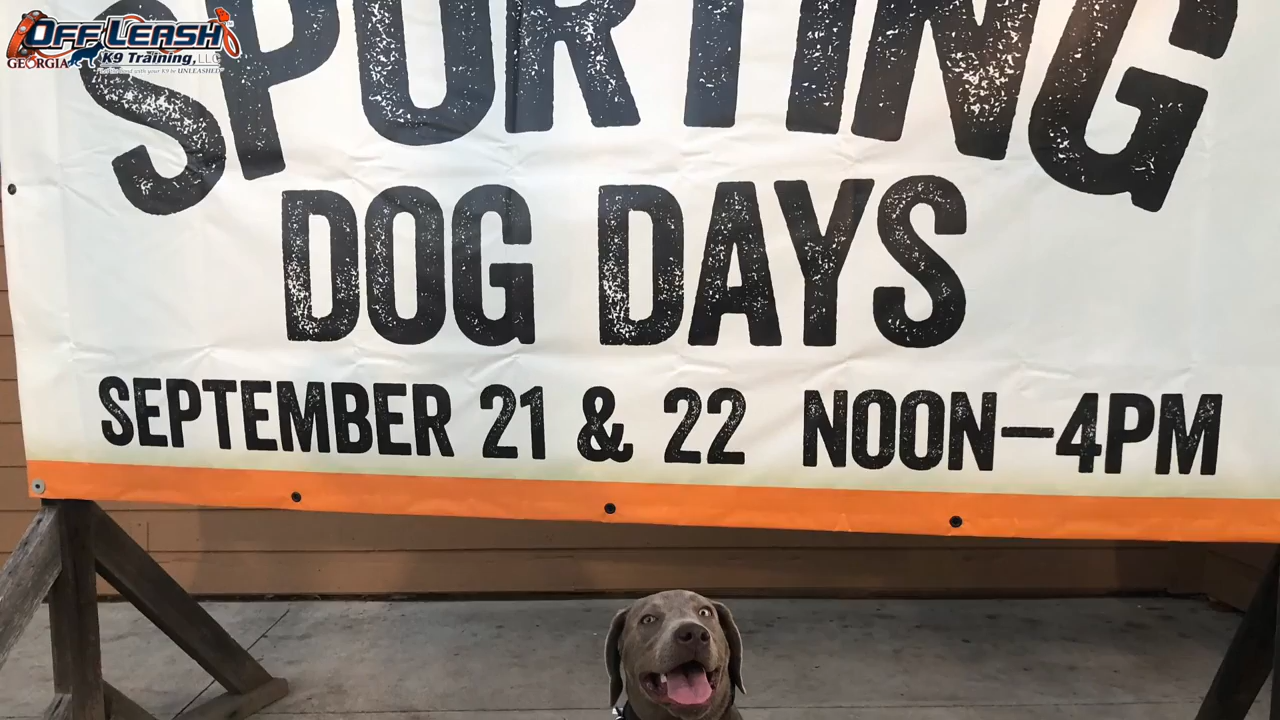 OFF LEASH
GEORGIA K9 Training, LLC
SPORTING
DOG DAYS
SEPTEMBER 21 & 22 NOON–4PM